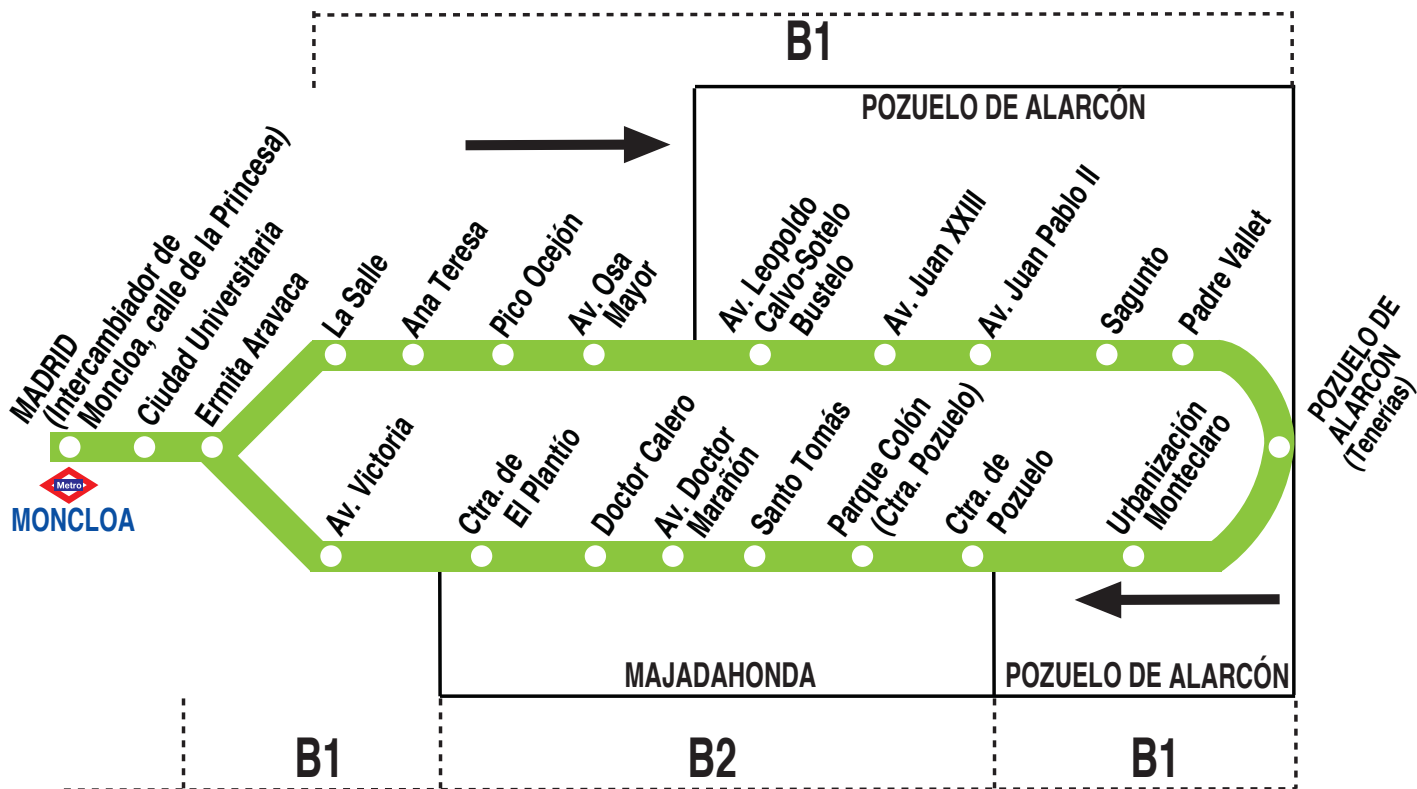 B1
POZUELO DE ALARCÓN
MADRID
(Intercambiador de
Moncloa, calle de la Princesa)
Ciudad Universitaria
Ermita Aravaca
La Salle
Ana Teresa
Pico Ocejón
Av. Osa
Mayor
Av. Leopoldo
Calvo-Sotelo
Bustelo
Av. Juan XXIII
Av. Juan Pablo II
Sagunto
Padre Vallet
POZUELO DE
ALARCÓN
(Tenerías)
Metro
MONCLOA
Av. Victoria
Ctra. de
El Plantío
Doctor Calero
Av. Doctor
Marañón
Santo Tomás
Parque Colón
(Ctra. Pozuelo)
Ctra. de
Pozuelo
Urbanización
Monteclaro
MAJADAHONDA
POZUELO DE ALARCÓN
B1
B2
B1